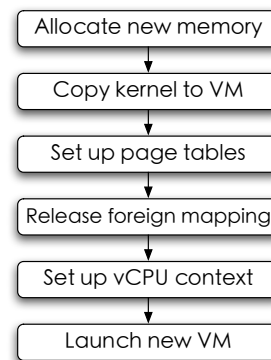 Allocate new memory
Copy kernel to VM
Set up page tables
Release foreign mapping
Set up vCPU context
Launch new VM